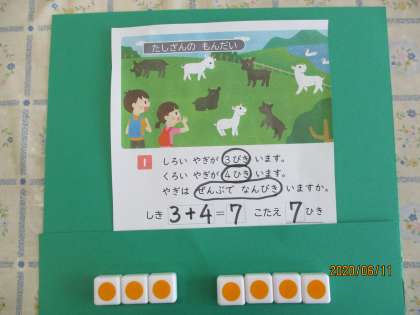 たしざんの もんだい
1 しろい やぎが 3びき います。
くろい やぎが 4ひき います。
やぎは ぜんぶで なんびき いますか。
しき 3+4=7 こたえ 7ひき
2020/06/11